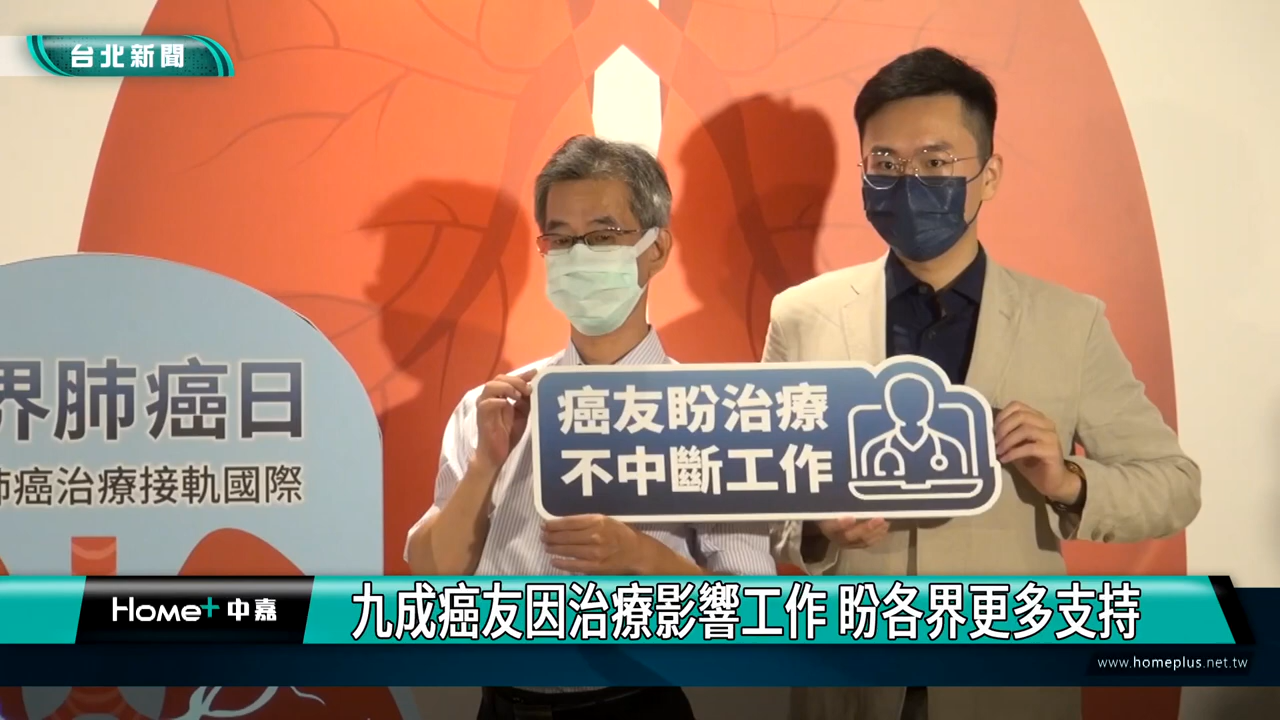 台北新聞
界肺癌日
肺癌治療接軌國際
癌友盼治療
不中斷工作
Home+中嘉
九成癌友因治療影響工作 盼各界更多支持
www.homeplus.net.tw